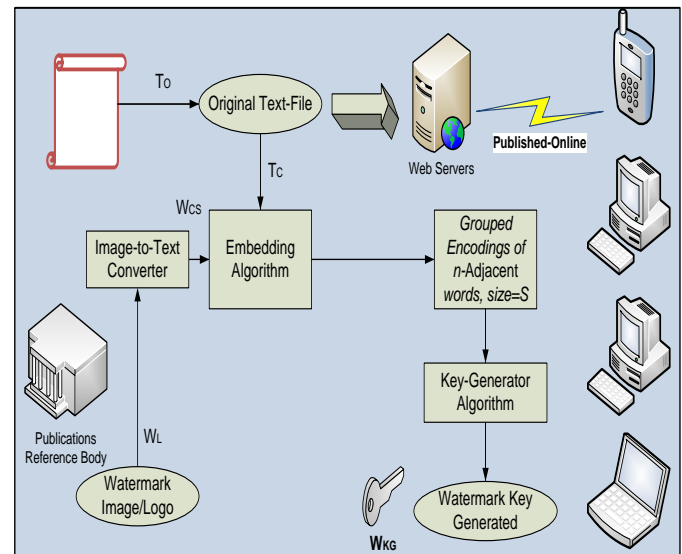 To
Original Text-File
Web Servers
Published-Online
Tc
Wcs
Image-to-Text
Converter
Embedding
Algorithm
Grouped
Encodings of
n-Adjacent
words, size=S
Key-Generator
Algorithm
Publications
Reference Body
WL
Watermark
Image/Logo
WKG
Watermark Key
Generated